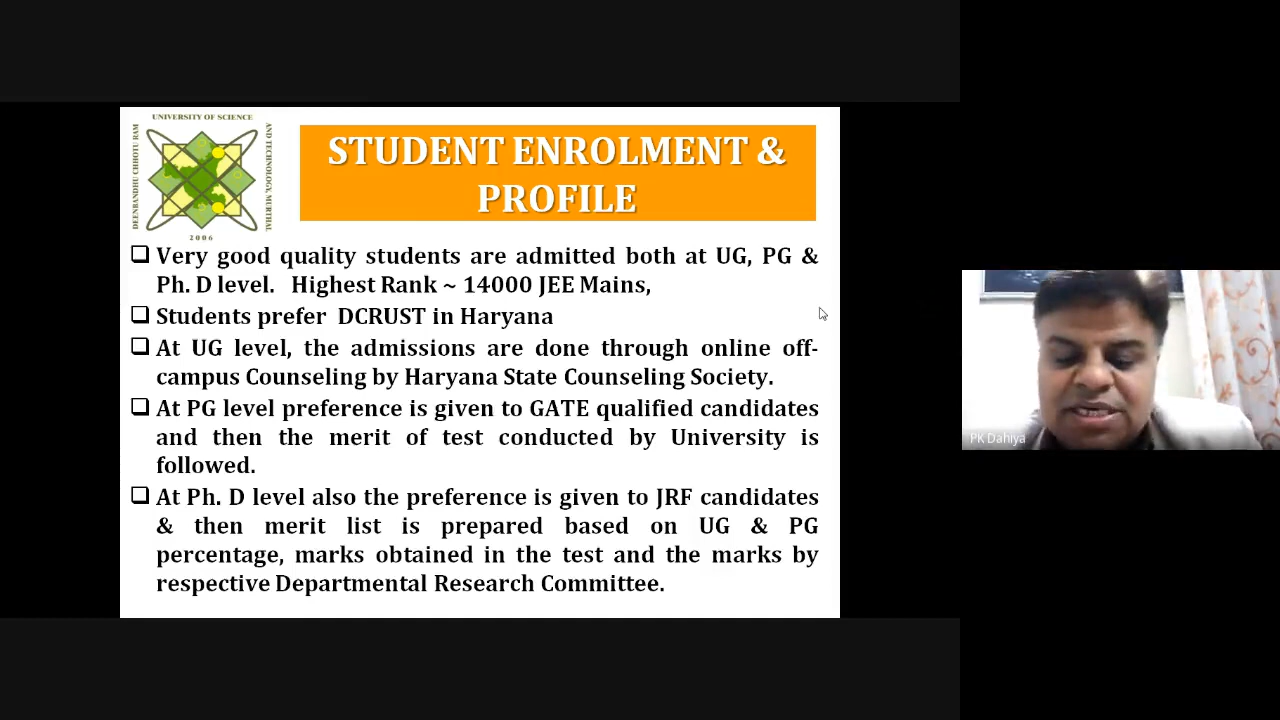 UNIVERSITY OF SCIENCE
DEENBANDHU CHHOTU RAM
AND TECHNOLOGY, MURTHAL
2006
STUDENT ENROLMENT &
PROFILE
❑ Very good quality students are admitted both at UG, PG &
Ph. D level. Highest Rank ~ 14000 JEE Mains,
❑ Students prefer DCRUST in Haryana
❑ At UG level, the admissions are done through online off-
campus Counseling by Haryana State Counseling Society.
❑ At PG level preference is given to GATE qualified candidates
and then the merit of test conducted by University is
followed.
❑ At Ph. D level also the preference is given to JRF candidates
& then merit list is prepared based on UG & PG
percentage, marks obtained in the test and the marks by
respective Departmental Research Committee.
PK Dahiya